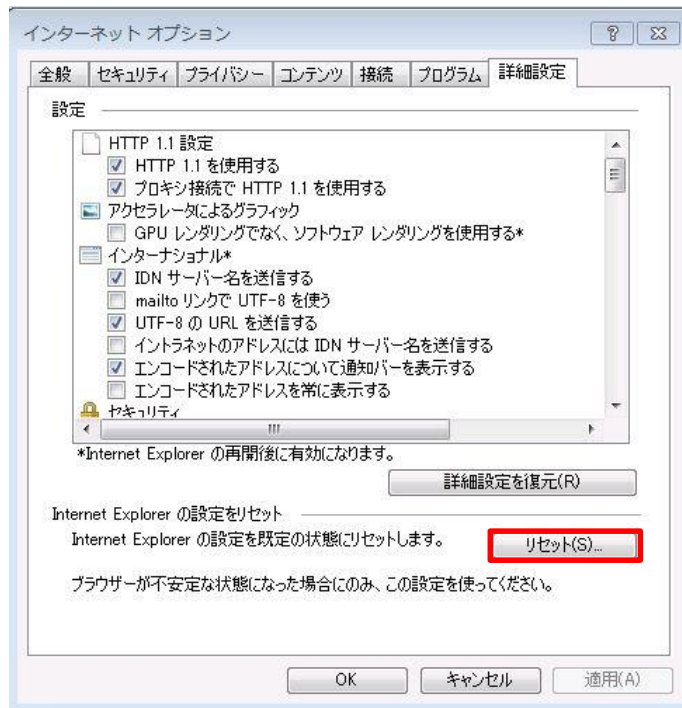 インターネット オプション
全般 セキュリティ プライバシー コンテンツ 接続 プログラム 詳細設定
設定
HTTP 1.1 設定
HTTP 1.1 を使用する
プロキシ接続で HTTP 1.1 を使用する
アクセラレータによるグラフィック
GPU レンダリングでなく、ソフトウェア レンダリングを使用する*
インターナショナル*
IDN サーバー名を送信する
mailto リンクで UTF-8 を使う
UTF-8 の URL を送信する
イントラネットのアドレスには IDN サーバー名を送信する
エンコードされたアドレスについて通知バーを表示する
エンコードされたアドレスを常に表示する
セキュリティ
*Internet Explorer の再開後に有効になります。
詳細設定を復元(R)
Internet Explorer の設定をリセット
Internet Explorer の設定を既定の状態にリセットします。
リセット(S)...
ブラウザーが不安定な状態になった場合にのみ、この設定を使ってください。
OK キャンセル 適用(A)